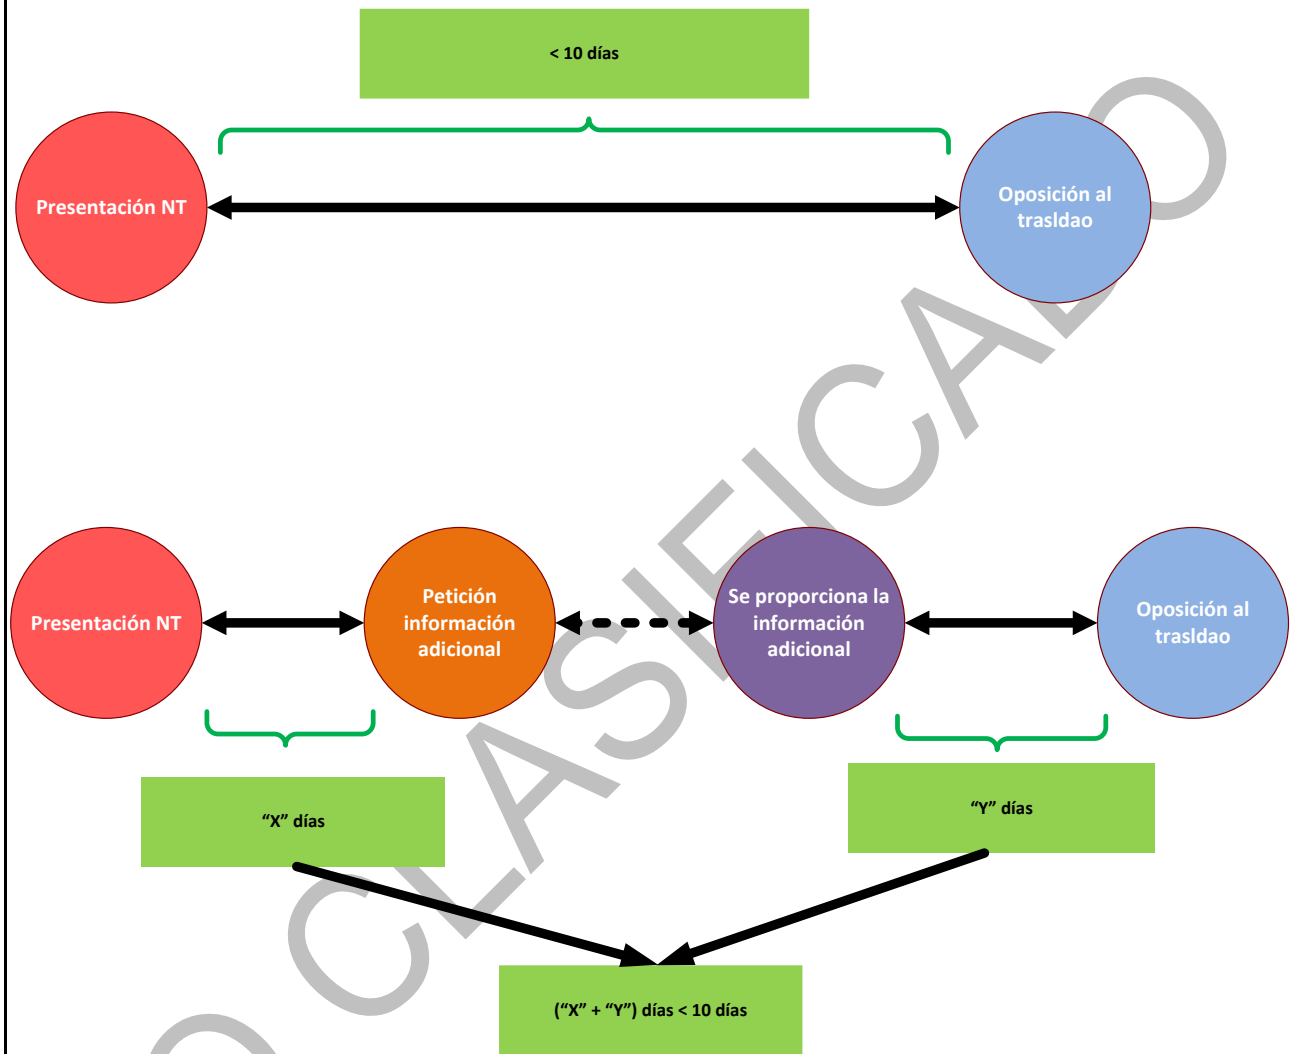 < 10 días
Presentación NT
Oposición al
trasldao
Presentación NT
Petición
información
adicional
Se proporciona la
información
adicional
Oposición al
trasldao
“X” días
“Y” días
(“X” + “Y”) días < 10 días
O CLASIFICADO